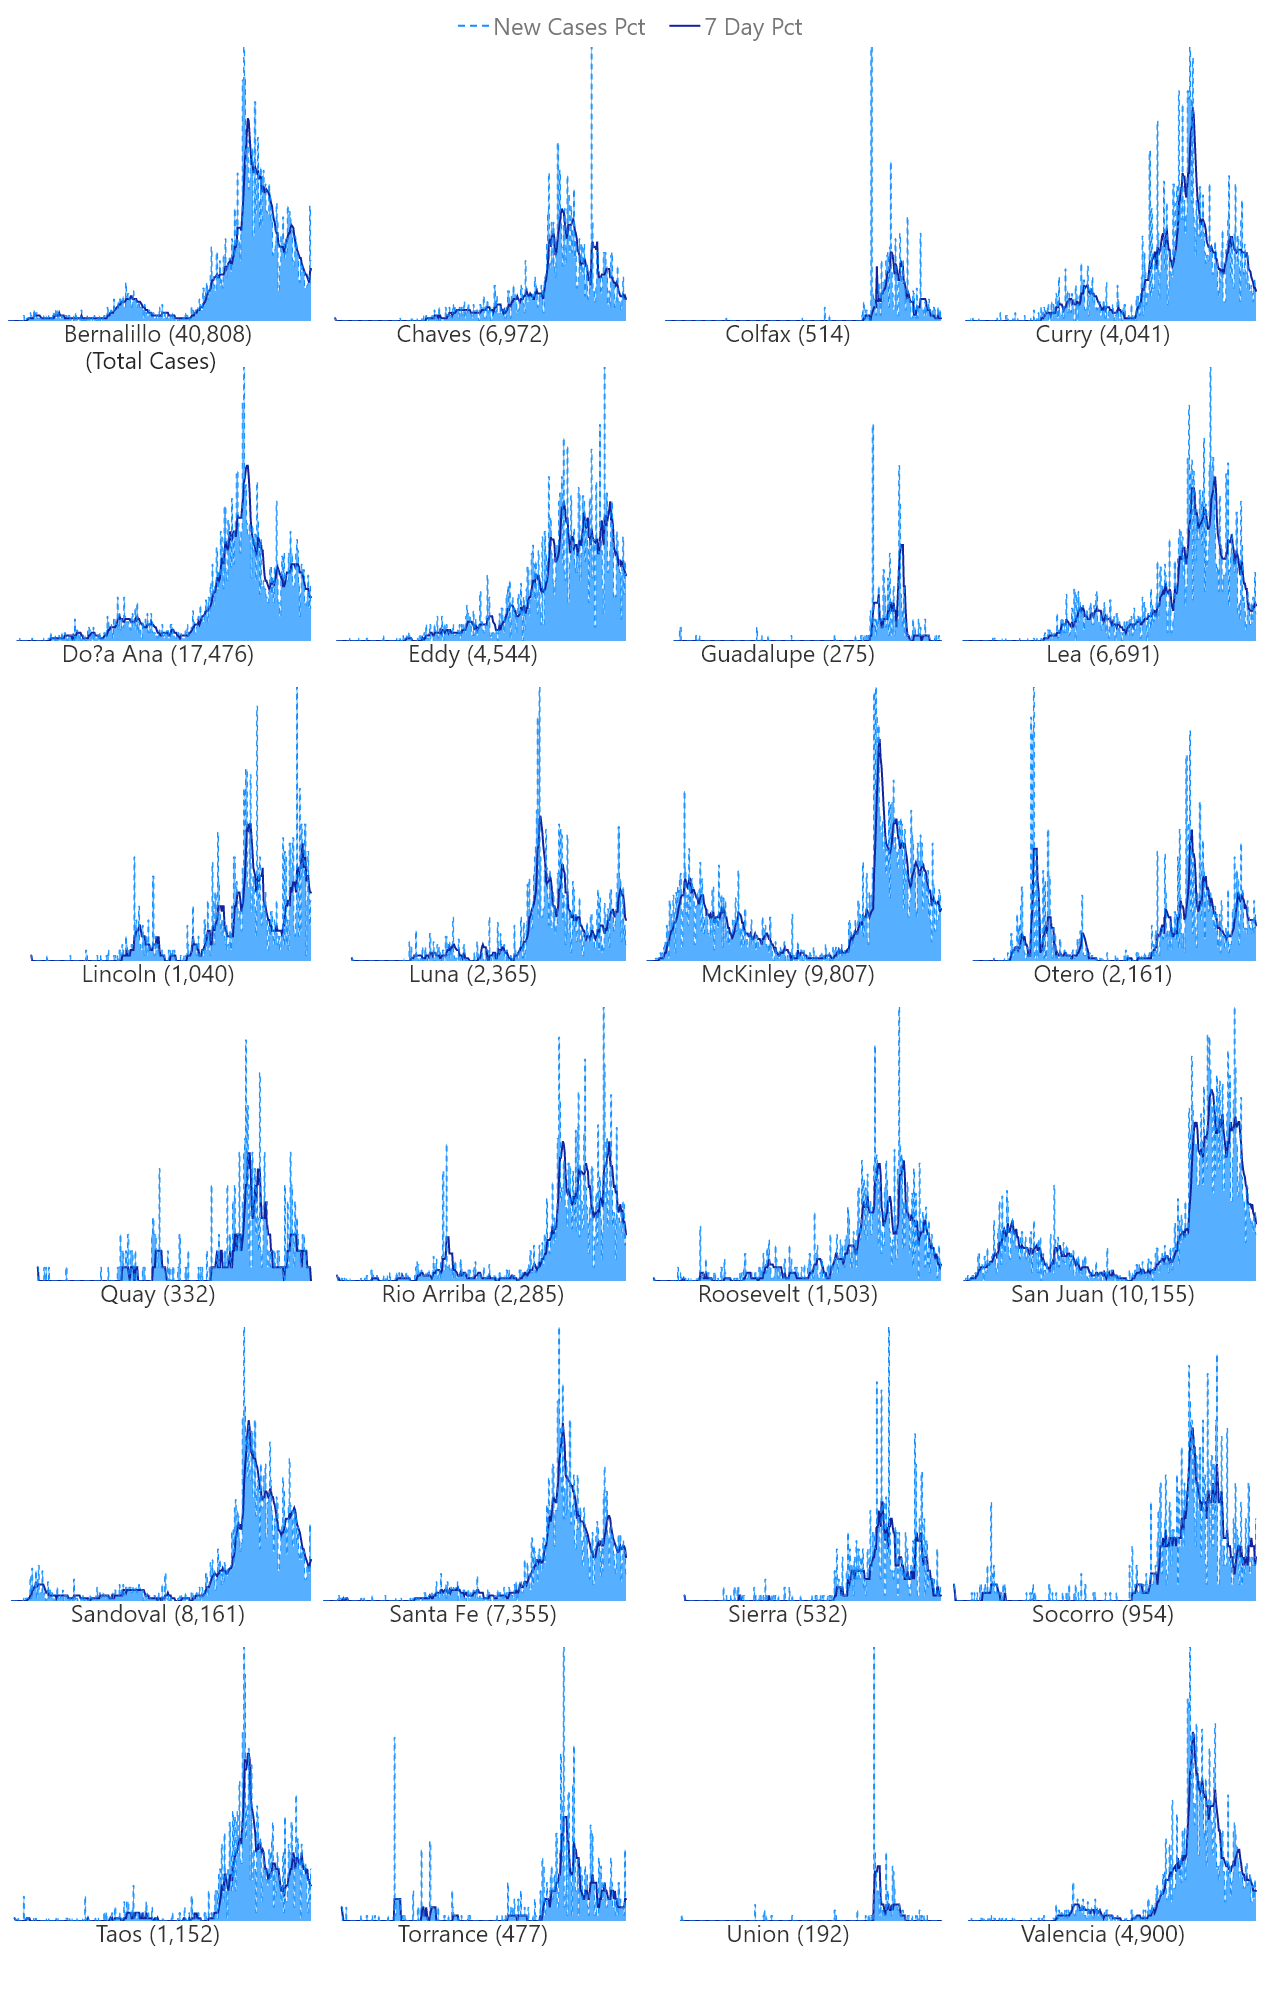 New Cases Pct 7 Day Pct
Bernalillo (40,808) Chaves (6,972) Colfax (514) Curry (4,041)
(Total Cases)
Do?a Ana (17,476) Eddy (4,544) Guadalupe (275) Lea (6,691)
Lincoln (1,040) Luna (2,365) McKinley (9,807) Otero (2,161)
Quay (332) Rio Arriba (2,285) Roosevelt (1,503) San Juan (10,155)
Sandoval (8,161) Santa Fe (7,355) Sierra (532) Socorro (954)
Taos (1,152) Torrance (477) Union (192) Valencia (4,900)